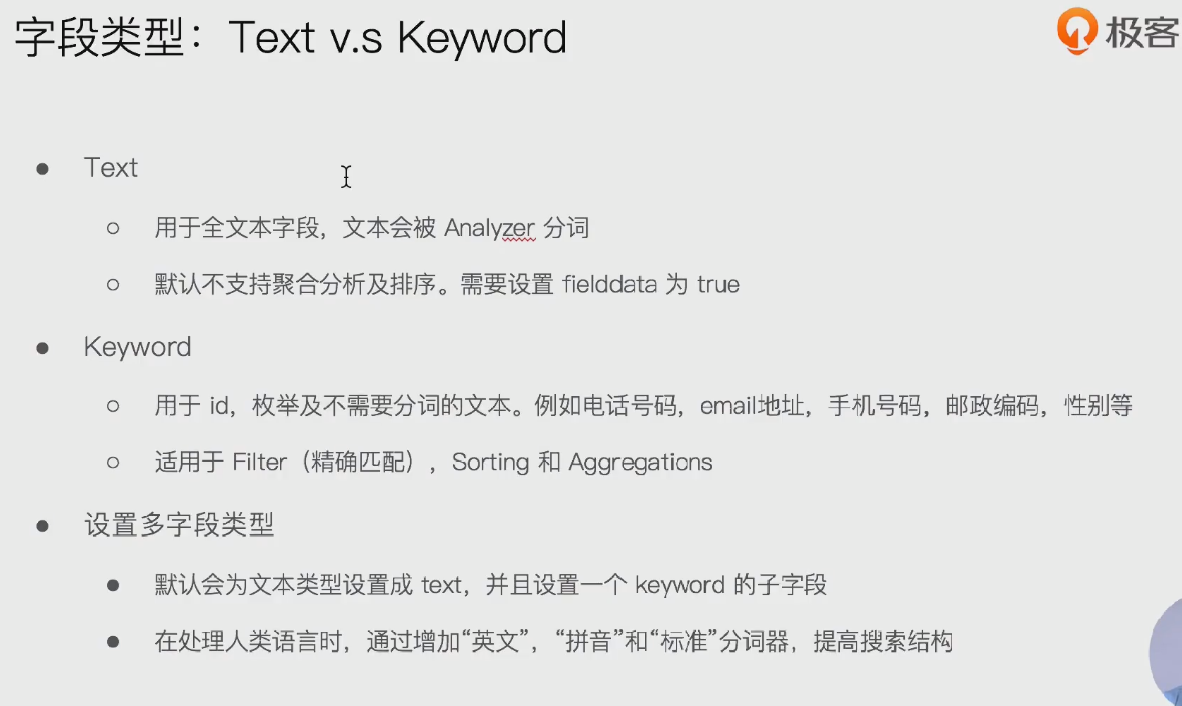 字段类型：Text v.s Keyword
极客
Text
用于全文本字段，文本会被 Analyzer 分词
默认不支持聚合分析及排序。需要设置 fielddata 为 true
Keyword
用于 id，枚举及不需要分词的文本。例如电话号码，email地址，手机号码，邮政编码，性别等
适用于 Filter（精确匹配），Sorting 和 Aggregations
设置多字段类型
默认会为文本类型设置成 text，并且设置一个 keyword 的子字段
在处理人类语言时，通过增加“英文”，“拼音”和“标准”分词器，提高搜索结构